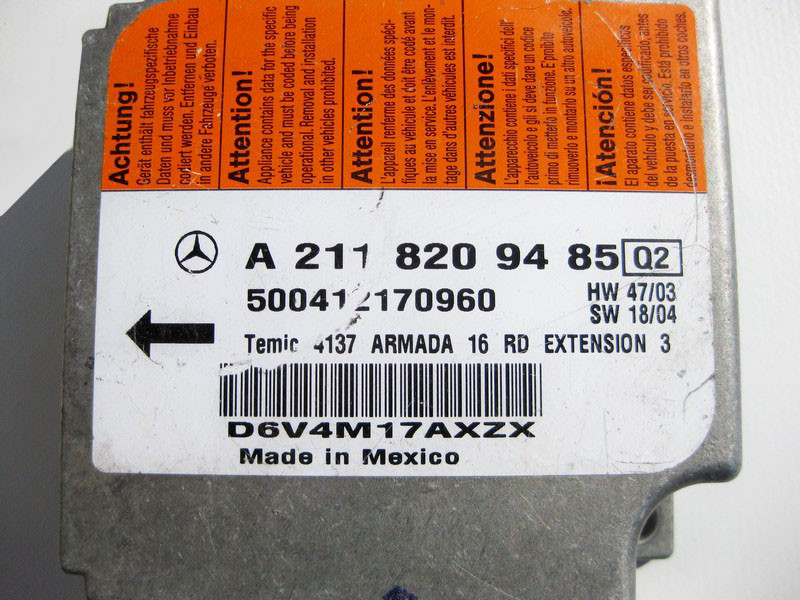 Achtung!
Gerät enthält fahrzeugspezifische
Daten und muss vor Inbetriebnahme
codiert werden. Entfernen und Einbau
in andere Fahrzeuge verboten.
Attention!
Appliance contains data for the specific
vehicle and must be coded before being
operational. Removal and installation
in other vehicles prohibited.
Attention!
L'appareil renferme des données spéci-
fiques au véhicule et doit être codé avant
la mise en service. L'enlèvement et le mon-
tage dans d'autres véhicules est interdit.
Attenzione!
L'apparecchio contiene i dati specifici dell'
autoveicolo e gli si deve dare un codice
primo di metterlo in funzione. E proibito
rimuoverlo e montarlo su un altro autoveicolo.
¡Atención!
El aparato contiene datos específicos
del vehículo y debe ser codificado, antes
de la puesta en servicio. Está prohibido
desmontarlo e instalarlo en otros coches.
A 211 820 94 85 Q2
500412170960 HW 47/03
SW 18/04
Temic 4137 ARMADA 16 RD EXTENSION 3
D6V4M17AXZX
Made in Mexico